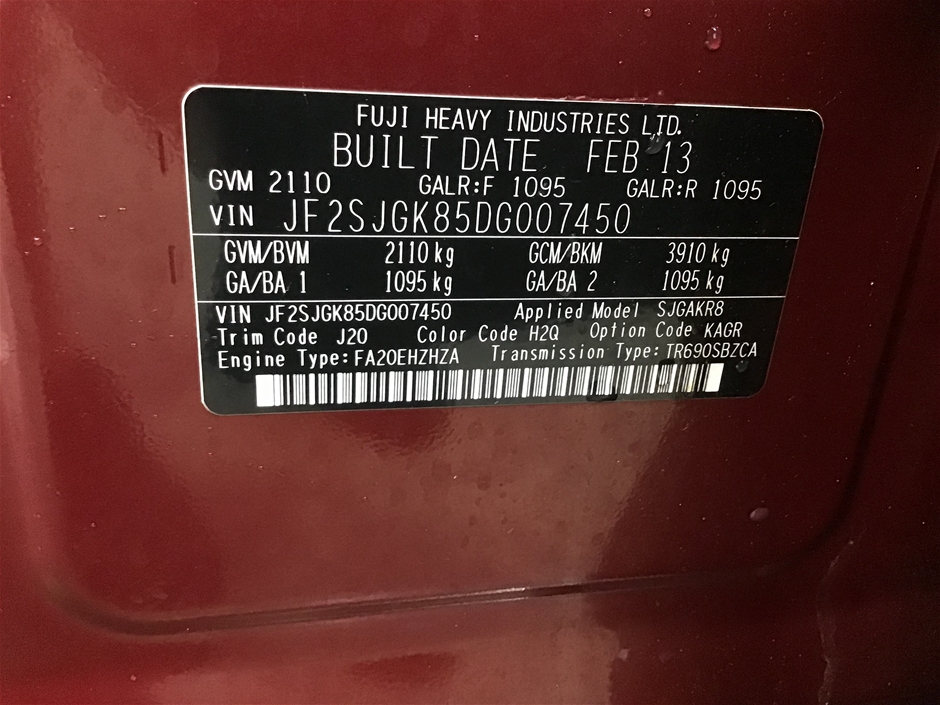 FUJI HEAVY INDUSTRIES LTD.
BUILT DATE FEB 13
GVM 2110 GALR:F 1095 GALR:R 1095
VIN JF2SJGK85DG007450
GVM/BVM 2110 kg GCM/BKM 3910 kg
GA/BA 1 1095 kg GA/BA 2 1095 kg
VIN JF2SJGK85DG007450 Applied Model SJGAKR8
Trim Code J20 Color Code H2Q Option Code KAGR
Engine Type:FA20EHZHZA Transmission Type:TR690SBZCA